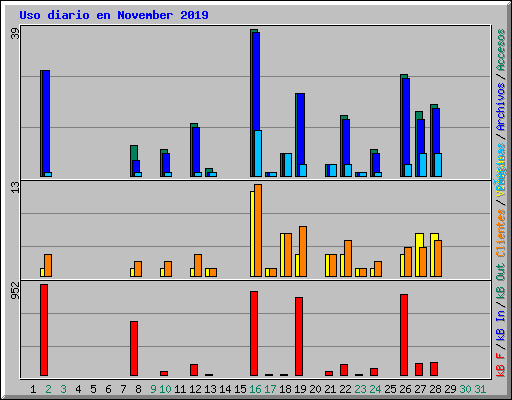 Uso diario en November 2019
39
13
952
Accesos
/ Archivos /
Clientes /
kB F / kB In / kB Out
1 2 3 4 5 6 7 8 9 10 11 12 13 14 15 16 17 18 19 20 21 22 23 24 25 26 27 28 29 30 31